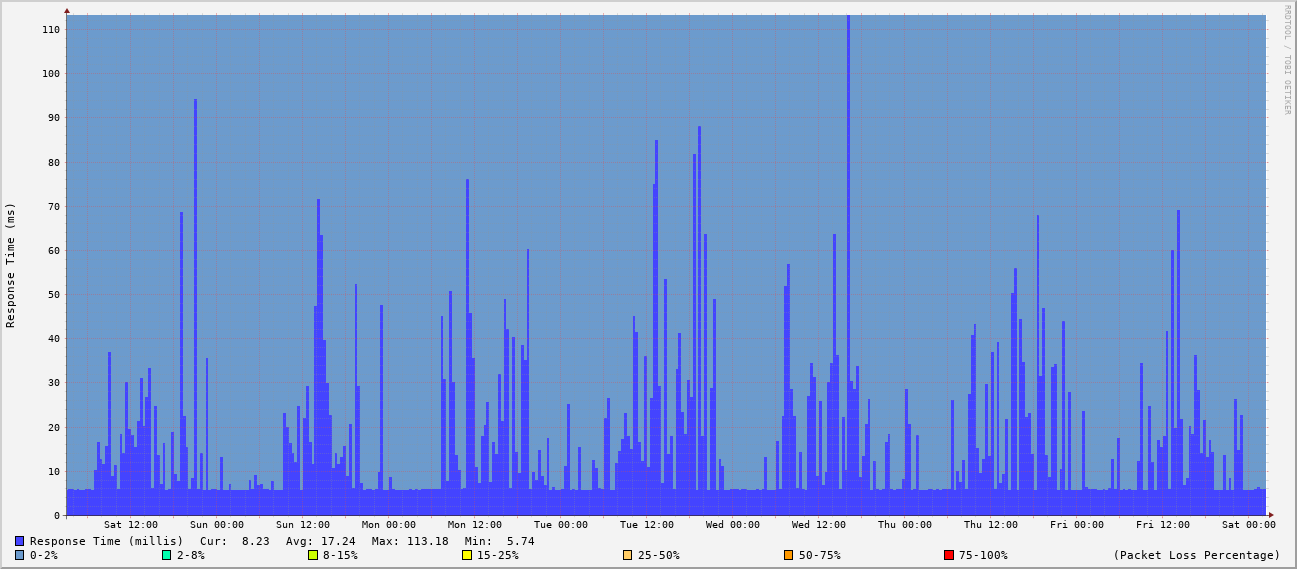 RRDTOOL / TOBI OETIKER
Response Time (ms)
110
100
90
80
70
60
50
40
30
20
10
0
Sat 12:00 Sun 00:00 Sun 12:00 Mon 00:00 Mon 12:00 Tue 00:00 Tue 12:00 Wed 00:00 Wed 12:00 Thu 00:00 Thu 12:00 Fri 00:00 Fri 12:00 Sat 00:00
Response Time (millis) Cur: 8.23 Avg: 17.24 Max: 113.18 Min: 5.74
0-2% 2-8% 8-15% 15-25% 25-50% 50-75% 75-100% (Packet Loss Percentage)